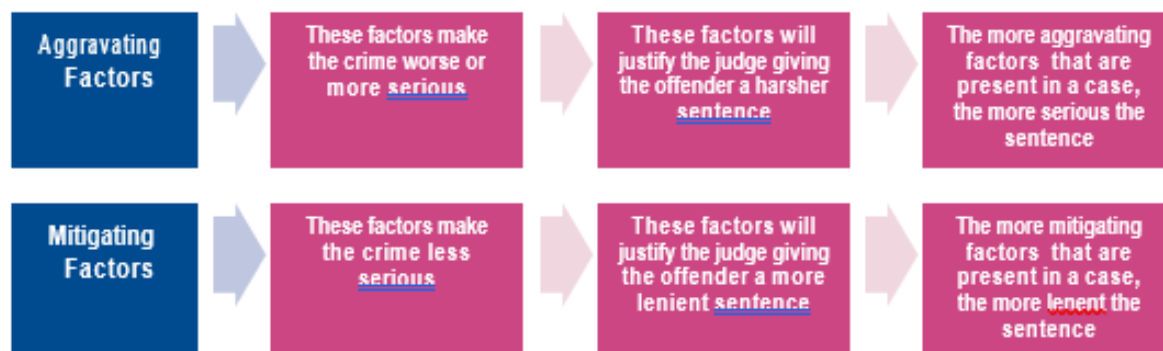 Aggravating
Factors
These factors make
the crime worse or
more serious
These factors will
justify the judge giving
the offender a harsher
sentence
The more aggravating
factors that are
present in a case,
the more serious the
sentence
Mitigating
Factors
These factors make
the crime less
serious
These factors will
justify the judge giving
the offender a more
lenient sentence
The more mitigating
factors that are
present in a case,
the more lenent the
sentence